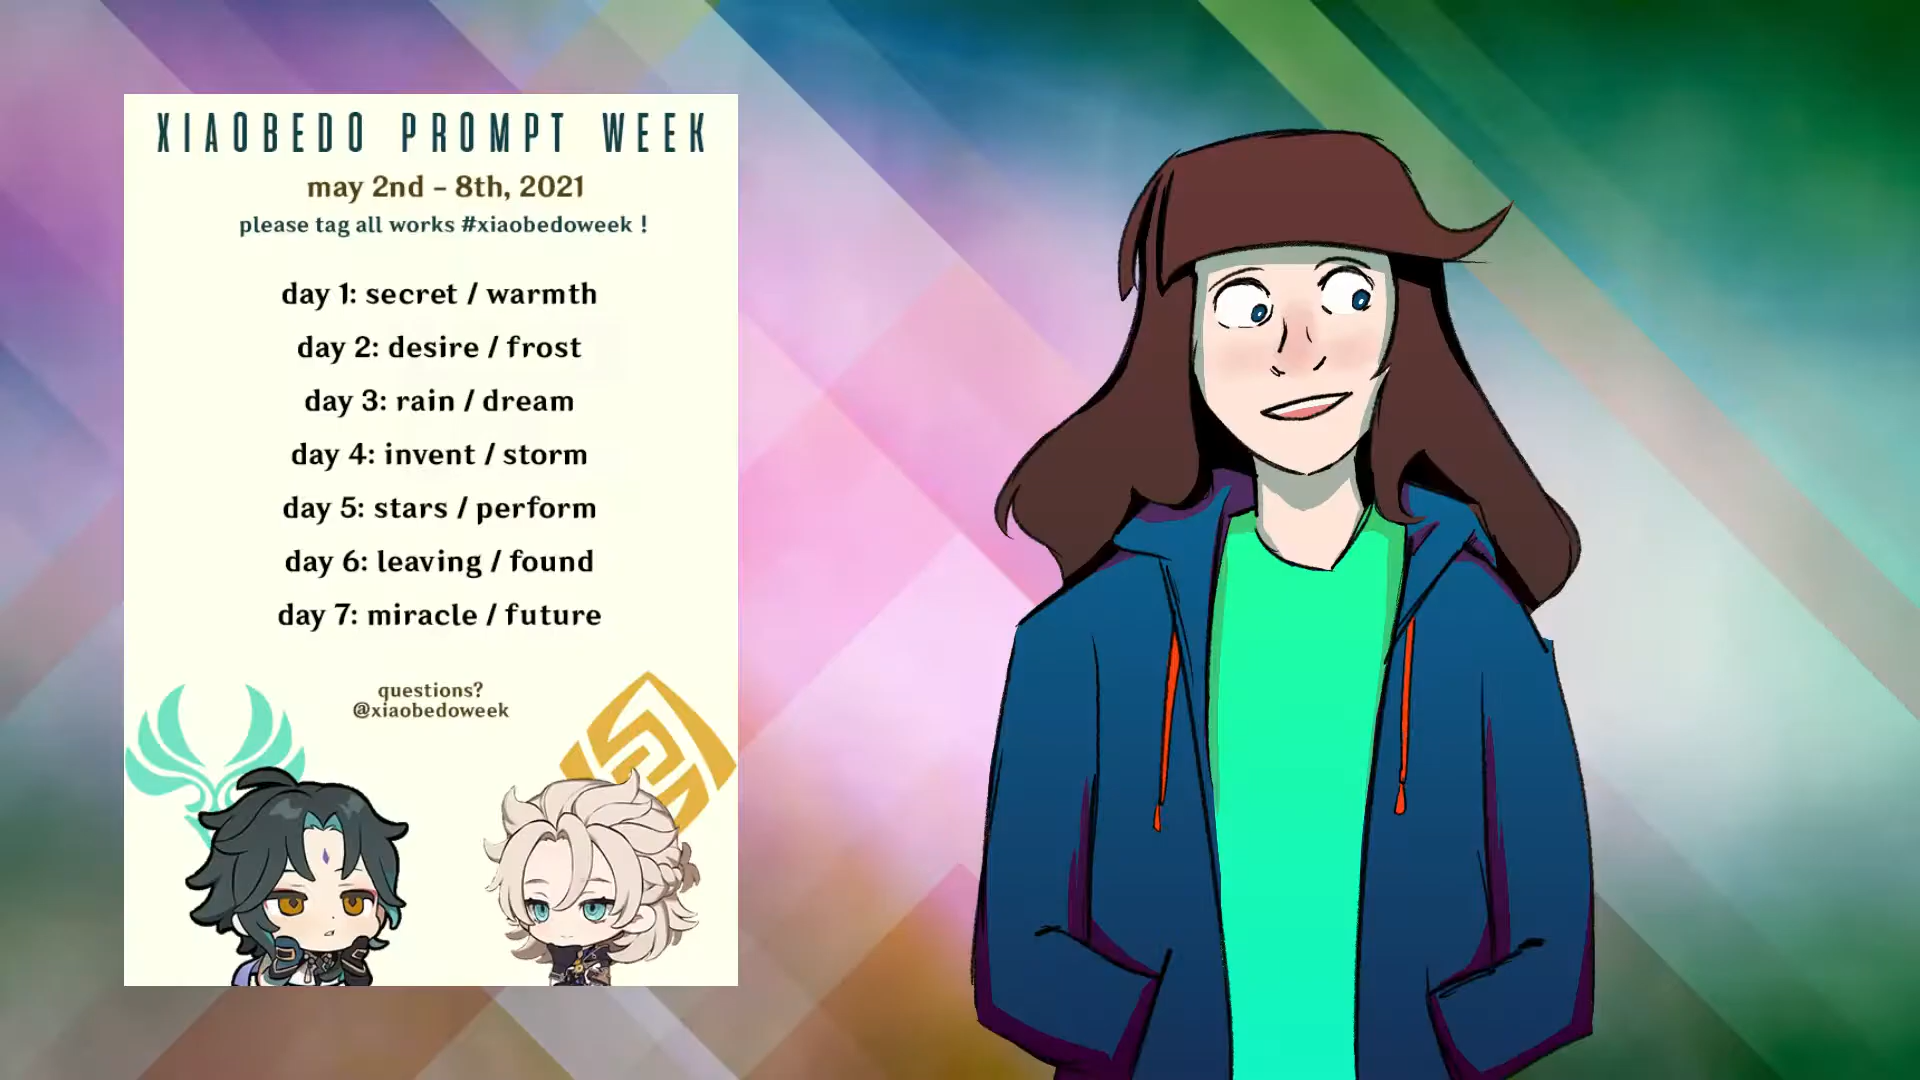 XIAOBEDO PROMPT WEEK
may 2nd - 8th, 2021
please tag all works #xiaobedoweek !
day 1: secret / warmth
day 2: desire / frost
day 3: rain / dream
day 4: invent / storm
day 5: stars / perform
day 6: leaving / found
day 7: miracle / future
questions?
@xiaobedoweek